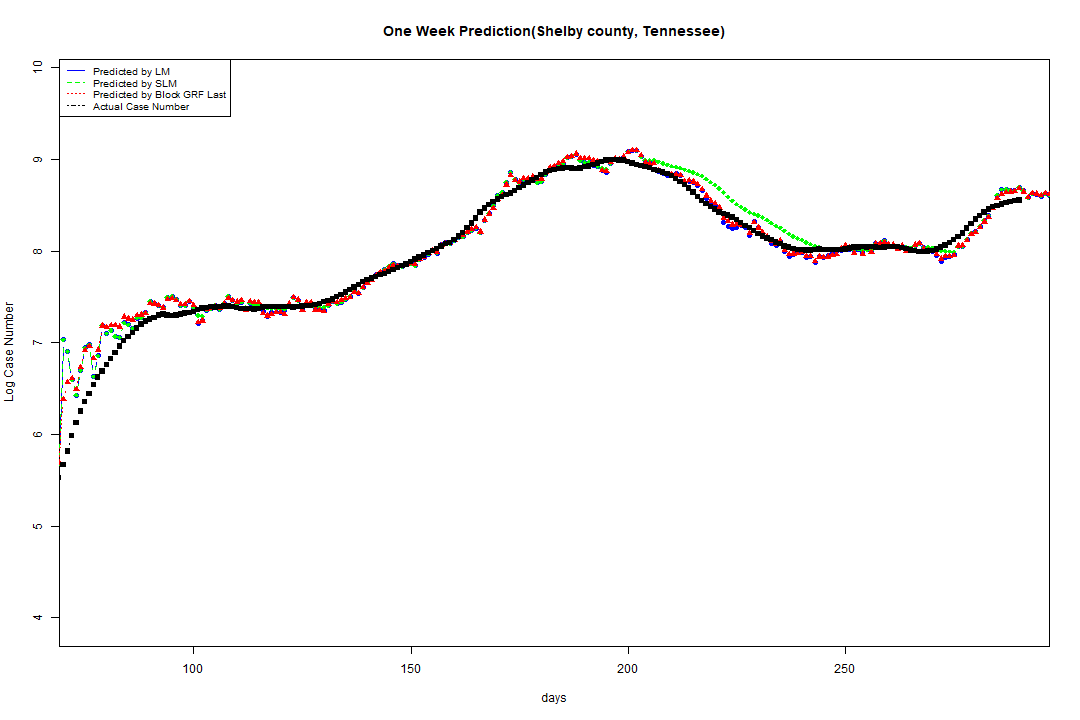 One Week Prediction(Shelby county, Tennessee)
Predicted by LM
Predicted by SLM
Predicted by Block GRF Last
Actual Case Number
10
9
8
7
6
5
4
Log Case Number
100 150 200 250
days